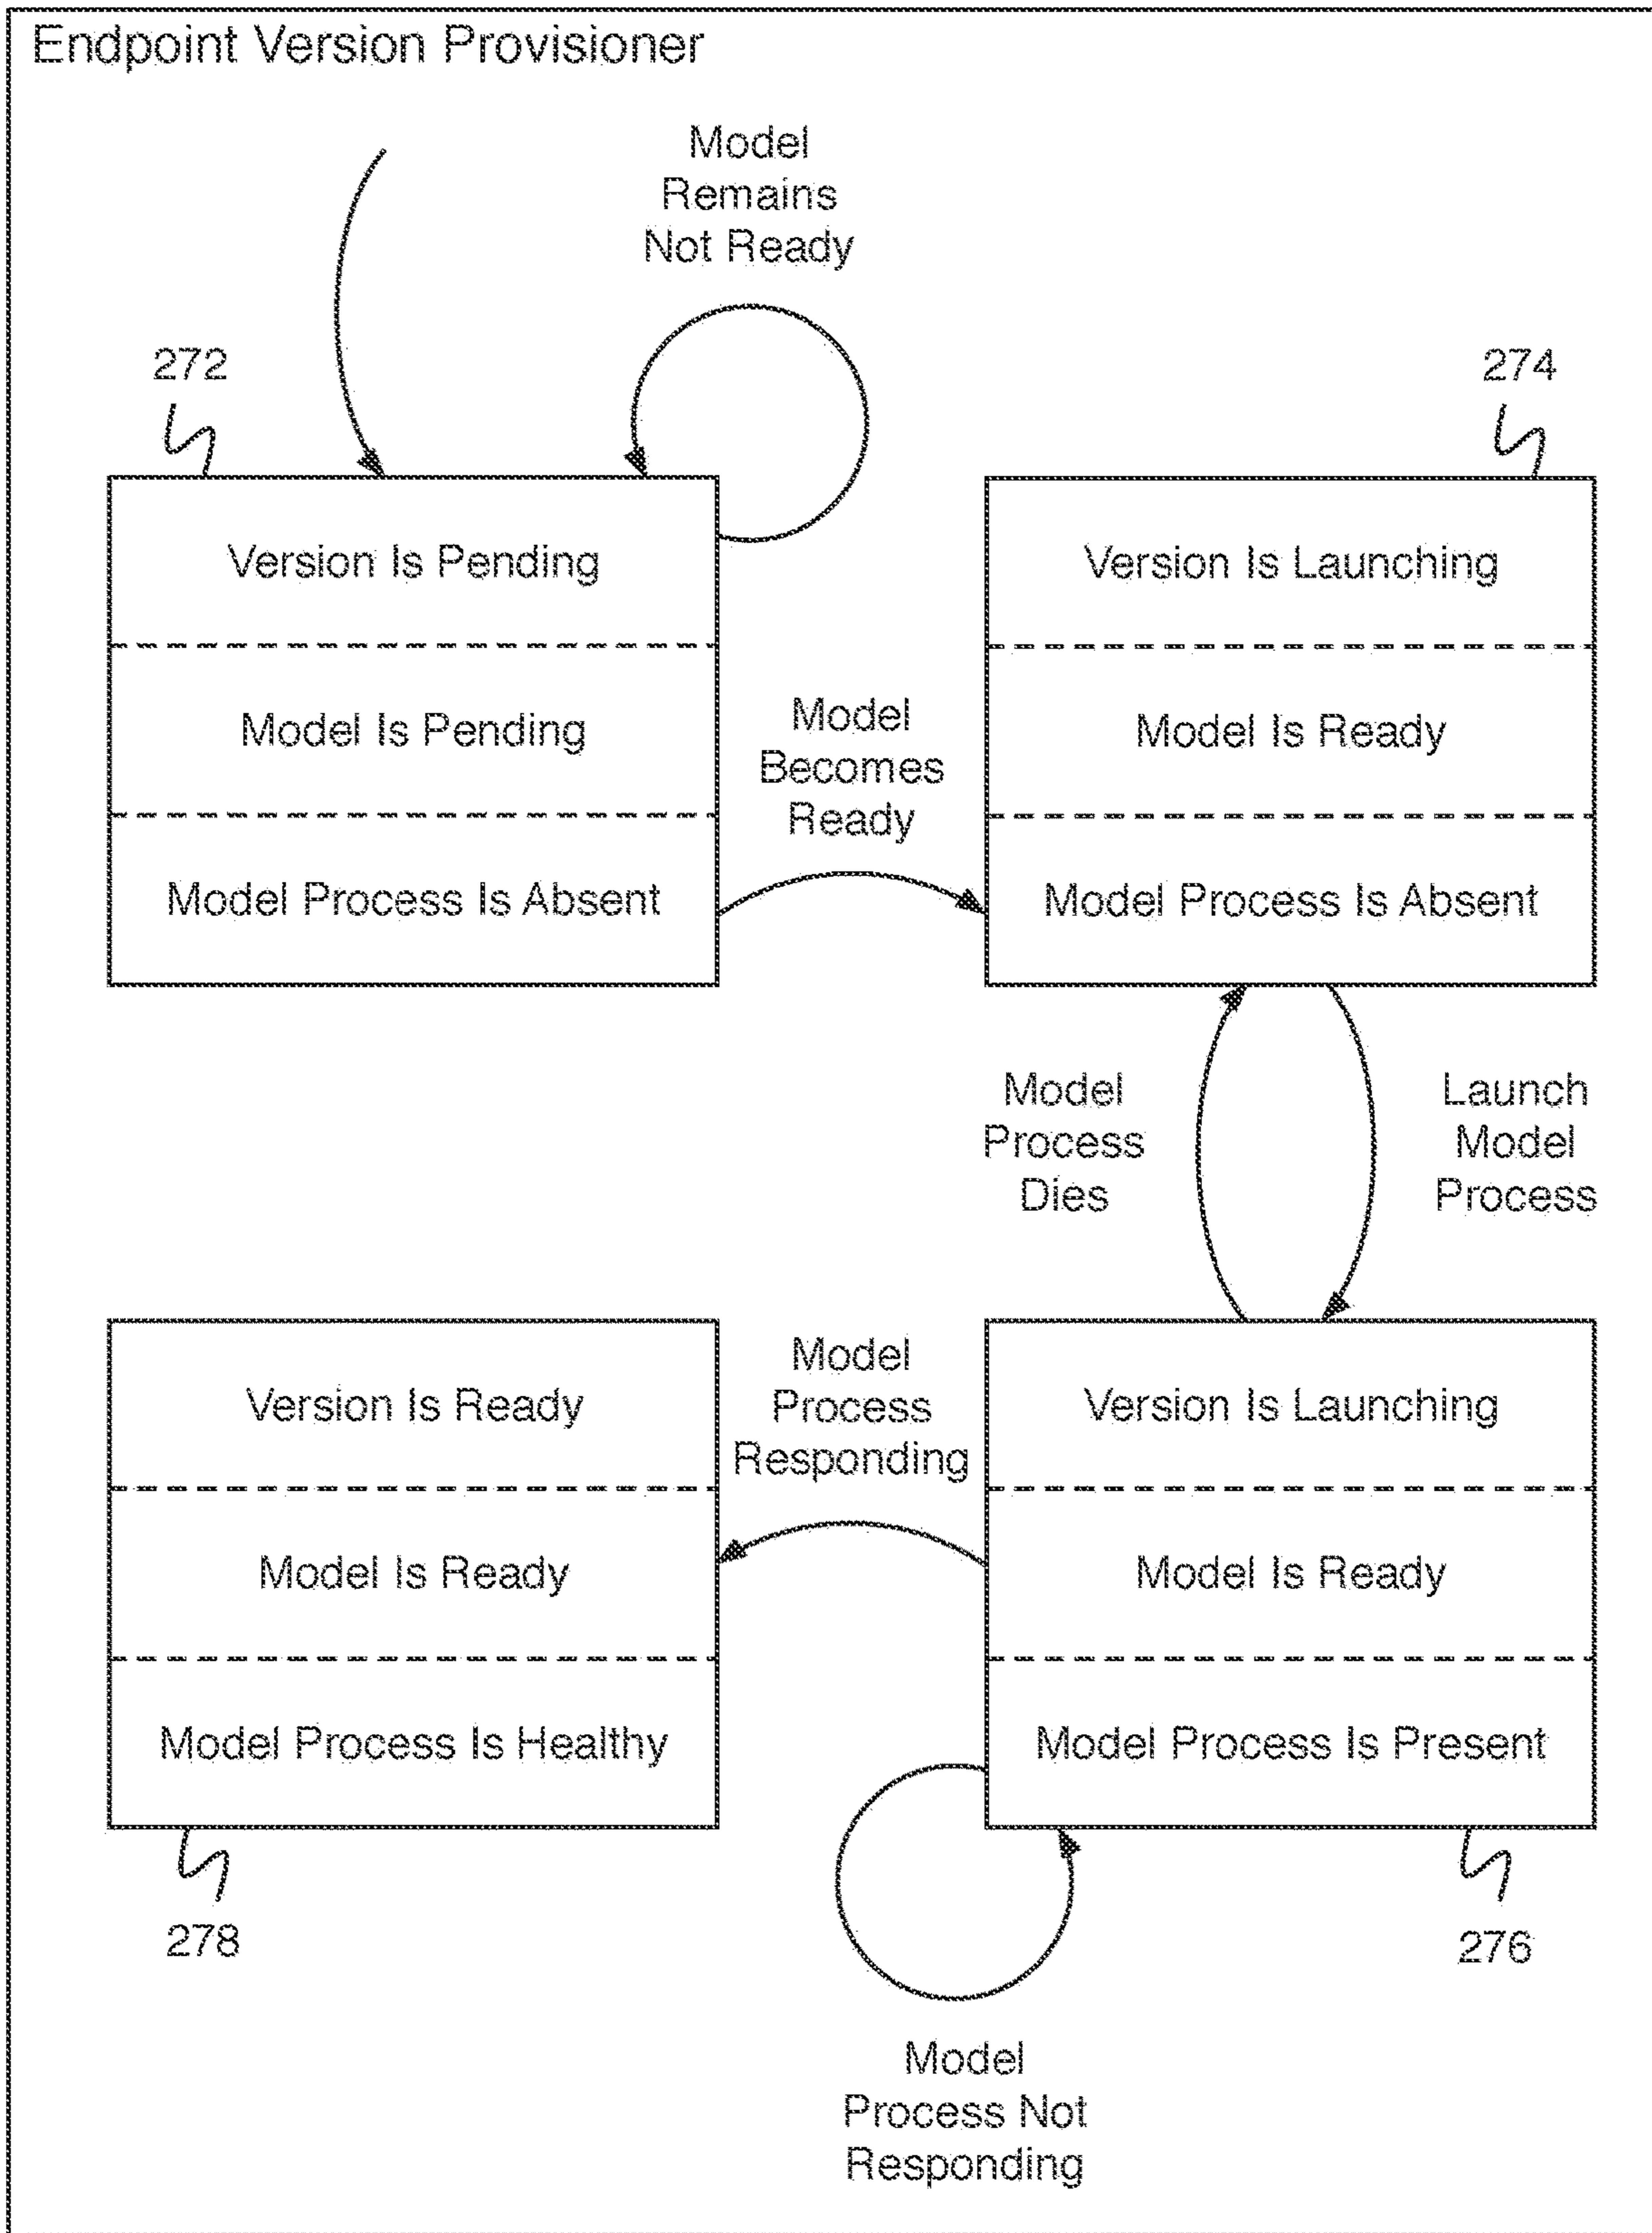 Endpoint Version Provisioner
Model
Remains
Not Ready
272
274
Version Is Pending
Model Is Pending
Model Process Is Absent
Model
Becomes
Ready
Version Is Launching
Model Is Ready
Model Process Is Absent
Model
Process
Dies
Launch
Model
Process
Version Is Ready
Model Is Ready
Model Process Is Healthy
Model
Process
Responding
Version Is Launching
Model Is Ready
Model Process Is Present
278
276
Model
Process Not
Responding